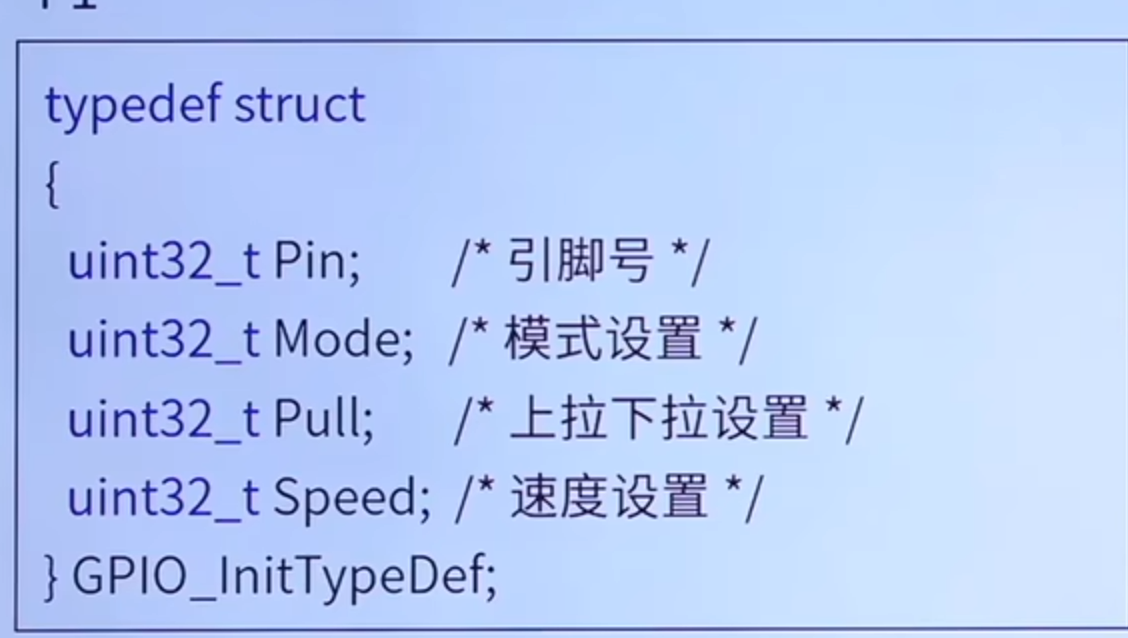 typedef struct
{
uint32_t Pin; /* 引脚号 */
uint32_t Mode; /* 模式设置 */
uint32_t Pull; /* 上拉下拉设置 */
uint32_t Speed; /* 速度设置 */
} GPIO_InitTypeDef;